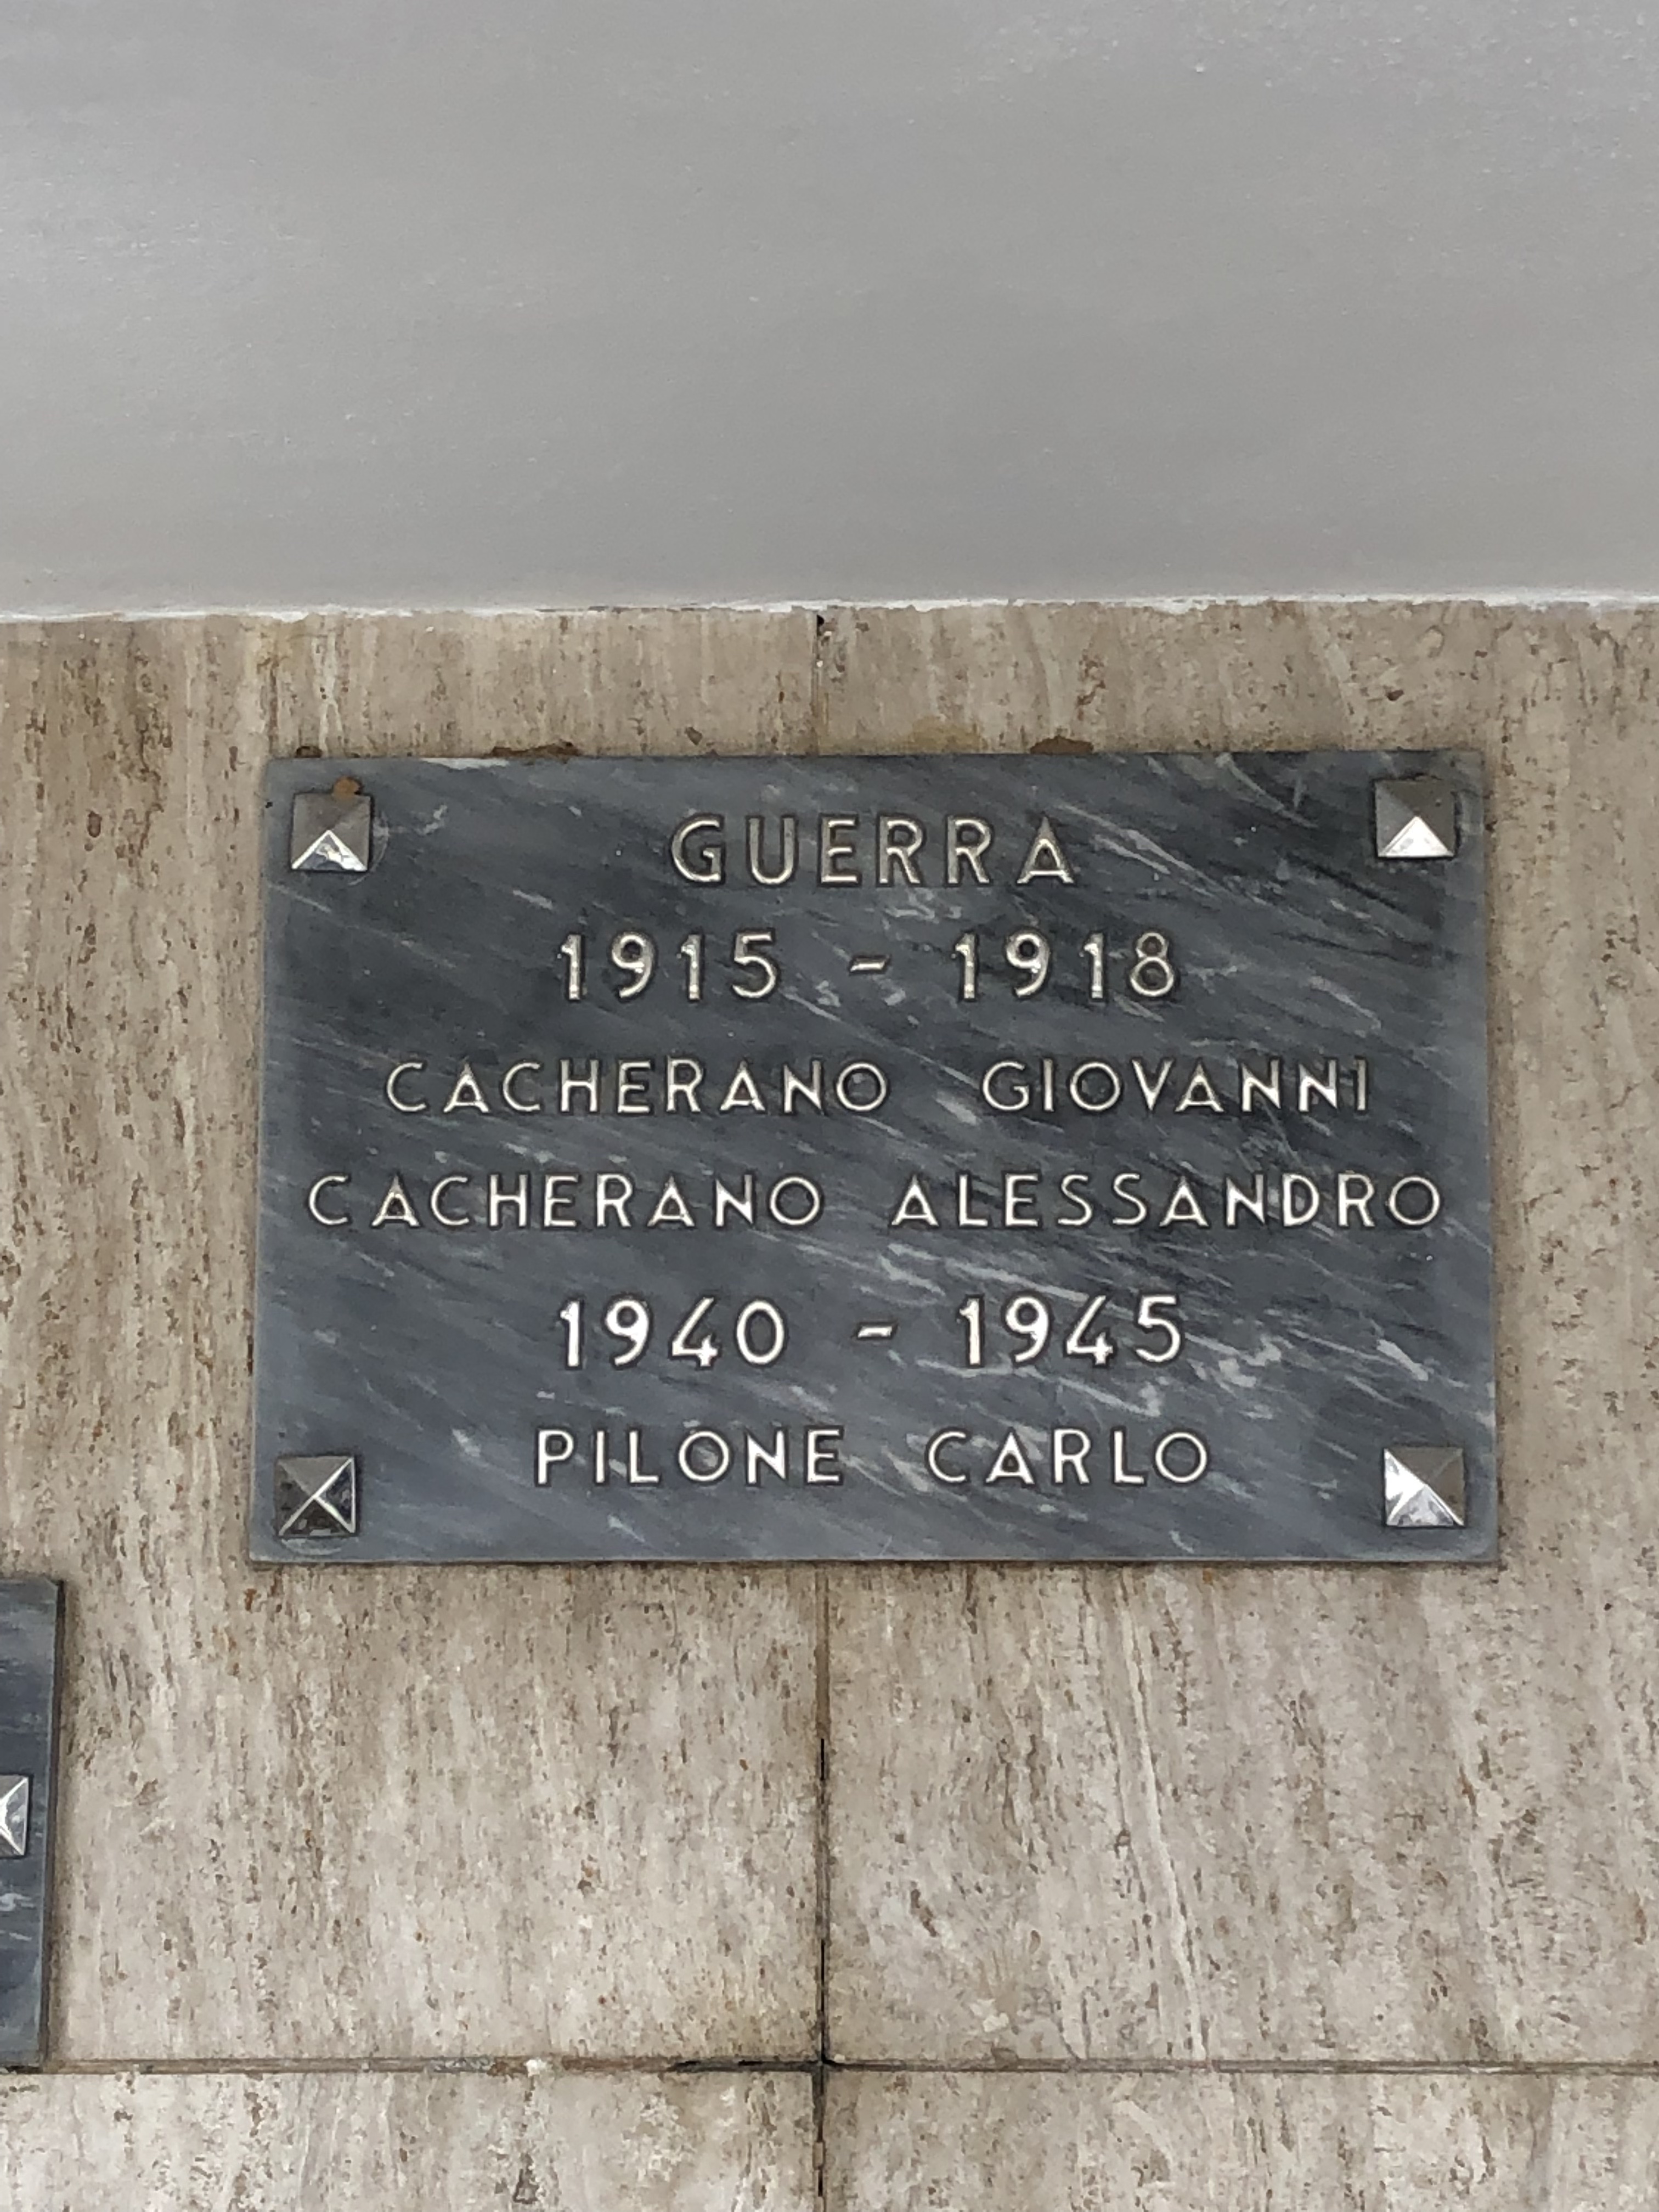 GUERRA
1915 - 1918
CACHERANO GIOVANNI
CACHERANO ALESSANDRO
1940 - 1945
PILONE CARLO